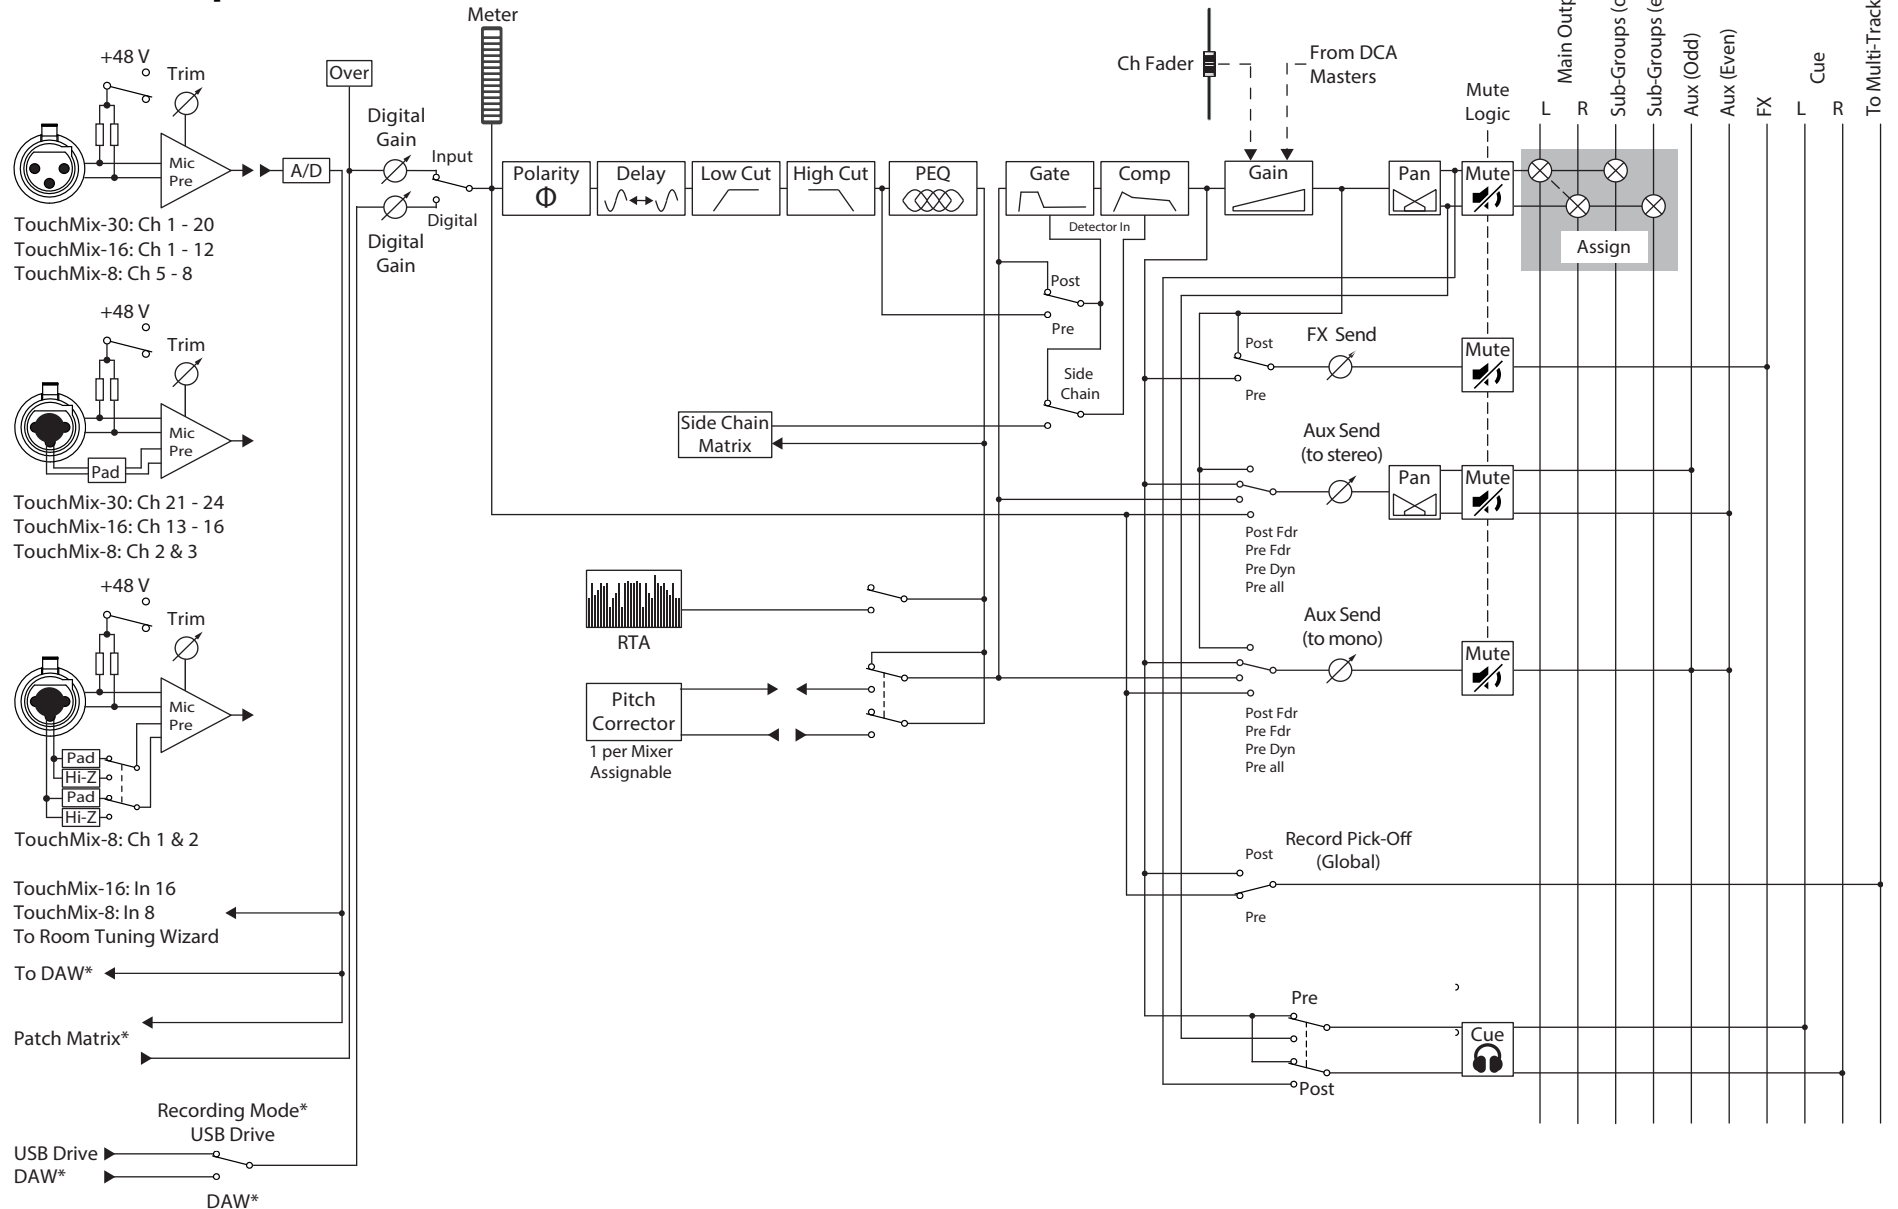 Meter
+48 V
Trim
Over
Digital
Gain
Input
Digital
Digital
Gain
Mic
Pre
A/D
TouchMix-30: Ch 1 - 20
TouchMix-16: Ch 1 - 12
TouchMix-8: Ch 5 - 8
Polarity
Φ
Delay
Low Cut
High Cut
PEQ
Gate
Comp
Detector In
Ch Fader
From DCA
Masters
Gain
Pan
Mute
Logic
Mute
Assign
Main
L
R
Aux (Odd)
Aux (Even)
FX
Cue
L
R
To Multi-Track
Post
Pre
Side
Chain
Side Chain
Matrix
Post
Pre
FX Send
Mute
+48 V
Trim
Mic
Pre
Pad
TouchMix-30: Ch 21 - 24
TouchMix-16: Ch 13 - 16
TouchMix-8: Ch 2 & 3
Aux Send
(to stereo)
Pan
Mute
Post Fdr
Pre Fdr
Pre Dyn
Pre all
RTA
Pitch
Corrector
1 per Mixer
Assignable
Aux Send
(to mono)
Mute
Post Fdr
Pre Fdr
Pre Dyn
Pre all
+48 V
Trim
Mic
Pre
Pad
Hi-Z
Pad
Hi-Z
TouchMix-8: Ch 1 & 2
Record Pick-Off
(Global)
Post
Pre
TouchMix-16: In 16
TouchMix-8: In 8
To Room Tuning Wizard
To DAW*
Patch Matrix*
Pre
Post
Cue
Recording Mode*
USB Drive
USB Drive
DAW*
DAW*